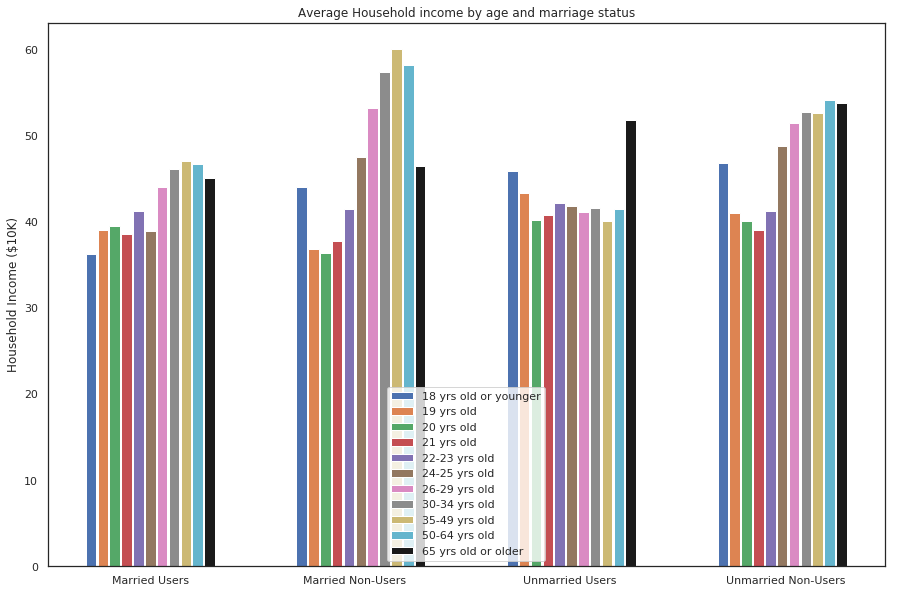 Average Household income by age and marriage status
Household Income ($10K)
60
50
40
30
20
10
0
18 yrs old or younger
19 yrs old
20 yrs old
21 yrs old
22-23 yrs old
24-25 yrs old
26-29 yrs old
30-34 yrs old
35-49 yrs old
50-64 yrs old
65 yrs old or older
Married Users
Married Non-Users
Unmarried Users
Unmarried Non-Users